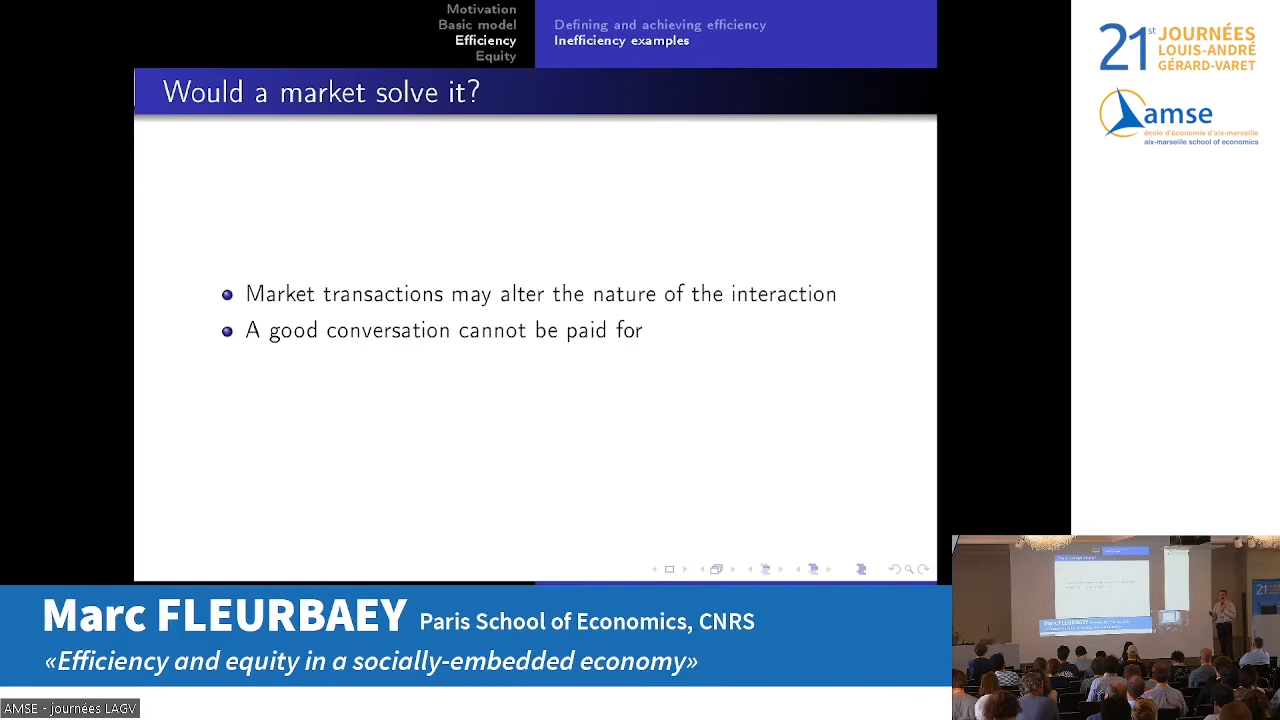 Motivation
Basic model
Efficiency
Equity
Defining and achieving efficiency
Inefficiency examples
Would a market solve it?
Market transactions may alter the nature of the interaction
A good conversation cannot be paid for
21st JOURNÉES
LOUIS-ANDRÉ
GÉRARD-VARET
amse
école d'économie d'aix-marseille
aix-marseille school of economics
Marc FLEURBAEY Paris School of Economics, CNRS
«Efficiency and equity in a socially-embedded economy»
AMSE - journées LAGV
Marc FLEURBAEY
21